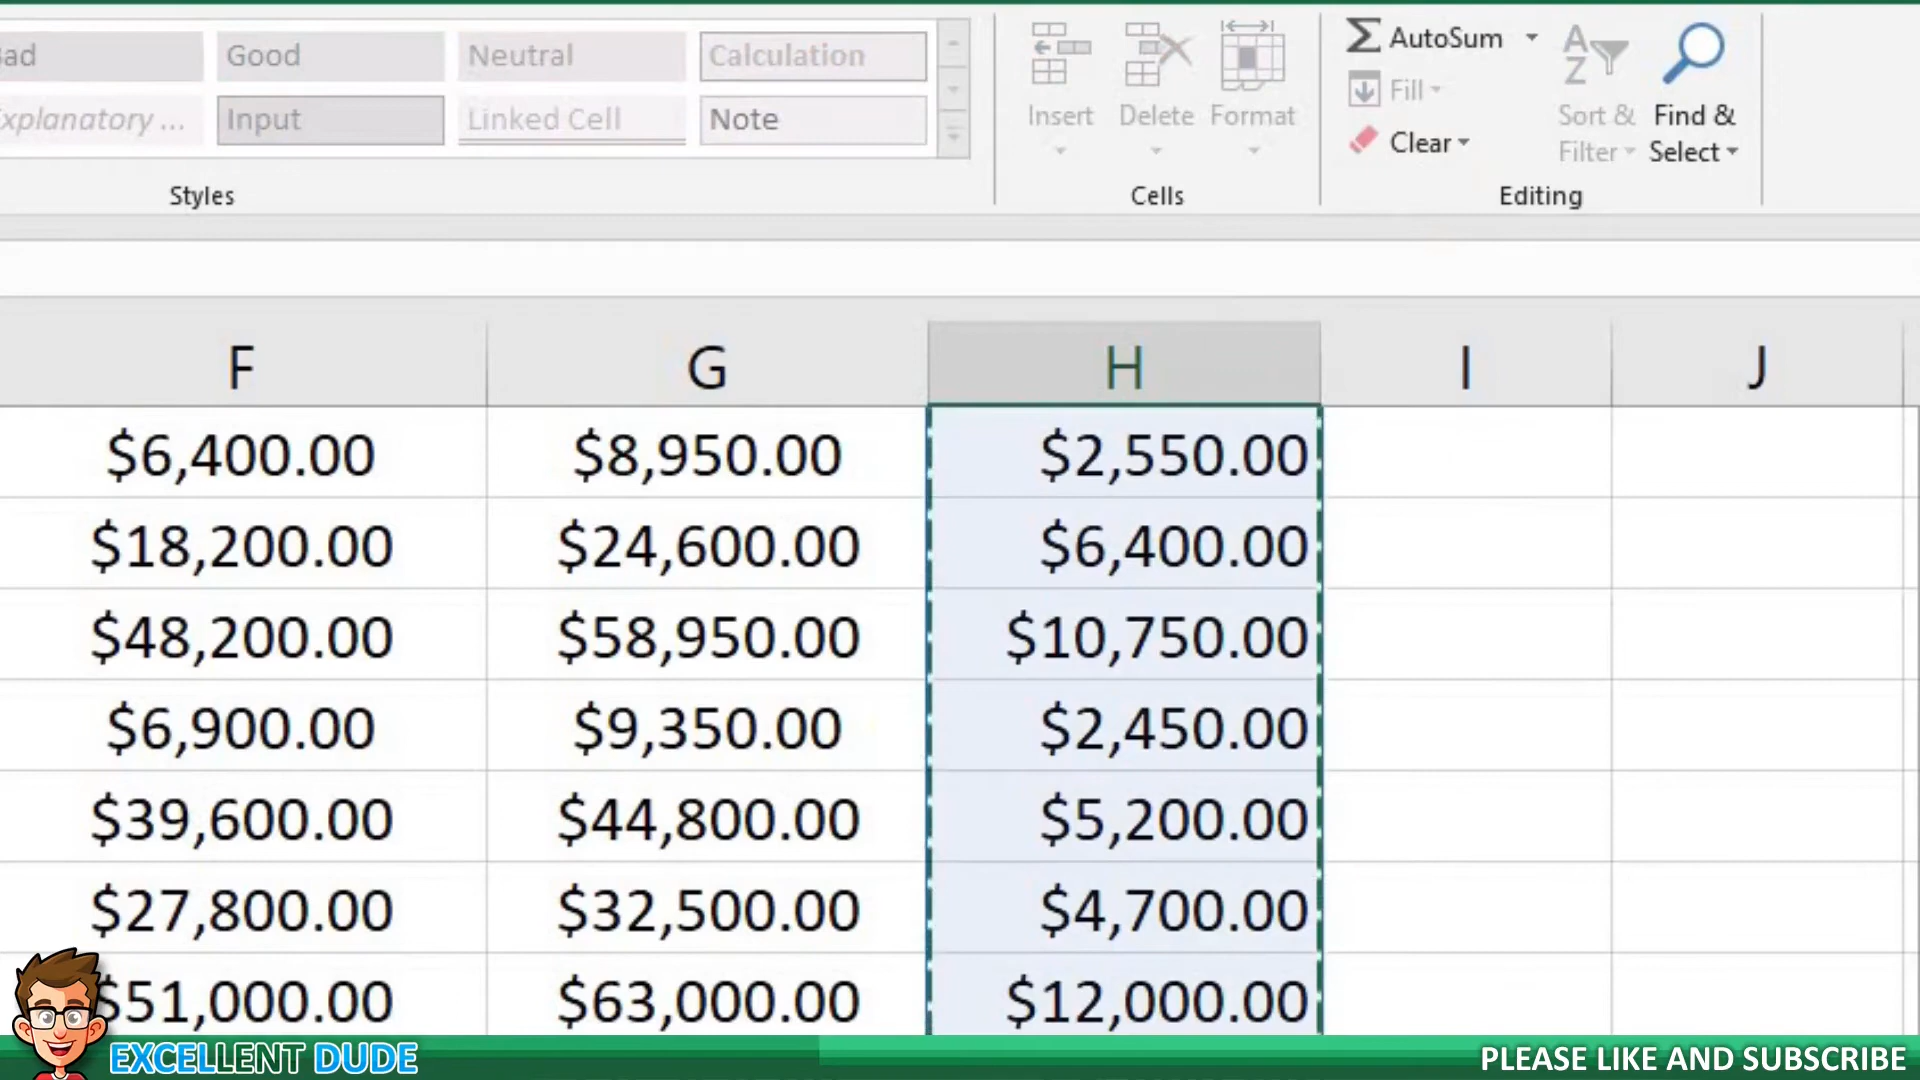 ad Good Neutral Calculation
xplanatory ... Input Linked Cell Note
Styles
Insert Delete Format
Cells
AutoSum
Fill
Clear
Sort & Filter
Find & Select
Editing
F G H I J
$6,400.00 $8,950.00 $2,550.00
$18,200.00 $24,600.00 $6,400.00
$48,200.00 $58,950.00 $10,750.00
$6,900.00 $9,350.00 $2,450.00
$39,600.00 $44,800.00 $5,200.00
$27,800.00 $32,500.00 $4,700.00
$51,000.00 $63,000.00 $12,000.00
EXCELLENT DUDE
PLEASE LIKE AND SUBSCRIBE